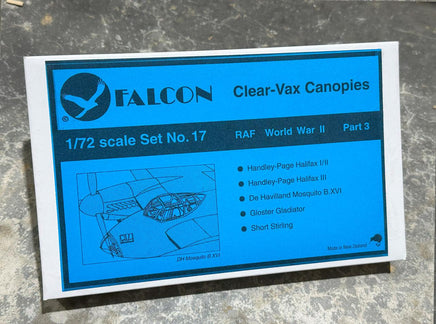 FALCON
Clear-Vax Canopies
®
1/72 scale Set No. 17
RAF World War II Part 3
Handley-Page Halifax I/II
Handley-Page Halifax III
De Havilland Mosquito B.XVI
Gloster Gladiator
Short Stirling
DH Mosquito B.XVI
Made in New Zealand